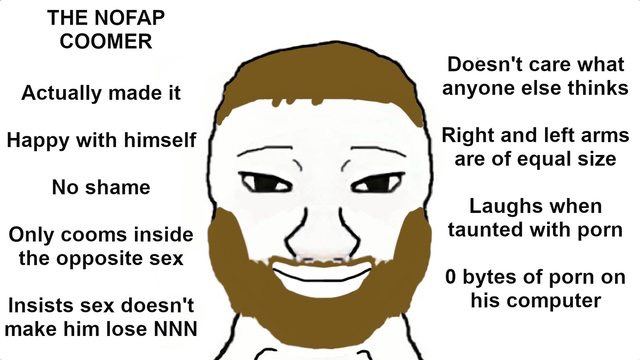 THE NOFAP
COOMER
Actually made it
Happy with himself
No shame
Only cooms inside
the opposite sex
Insists sex doesn't
make him lose NNN
Doesn't care what
anyone else thinks
Right and left arms
are of equal size
Laughs when
taunted with porn
0 bytes of porn on
his computer